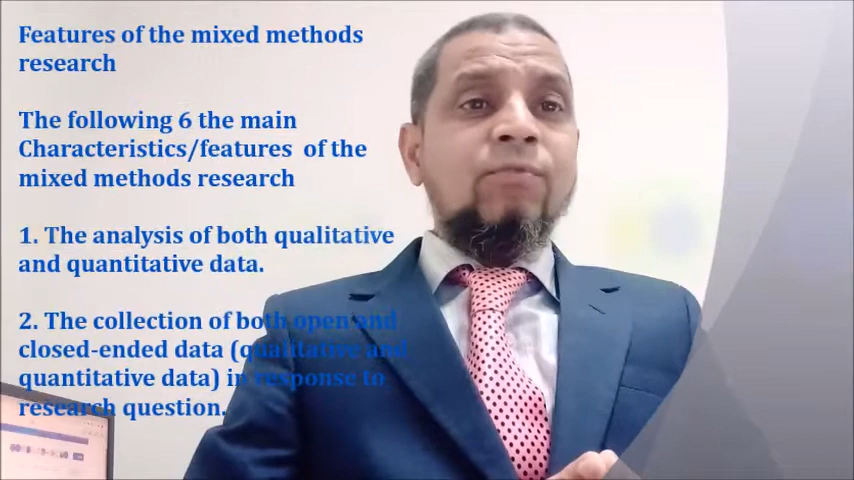 Features of the mixed methods
research
The following 6 the main
Characteristics/features of the
mixed methods research
1. The analysis of both qualitative
and quantitative data.
2. The collection of both open and
closed-ended data (qualitative and
quantitative data) in response to
research question.